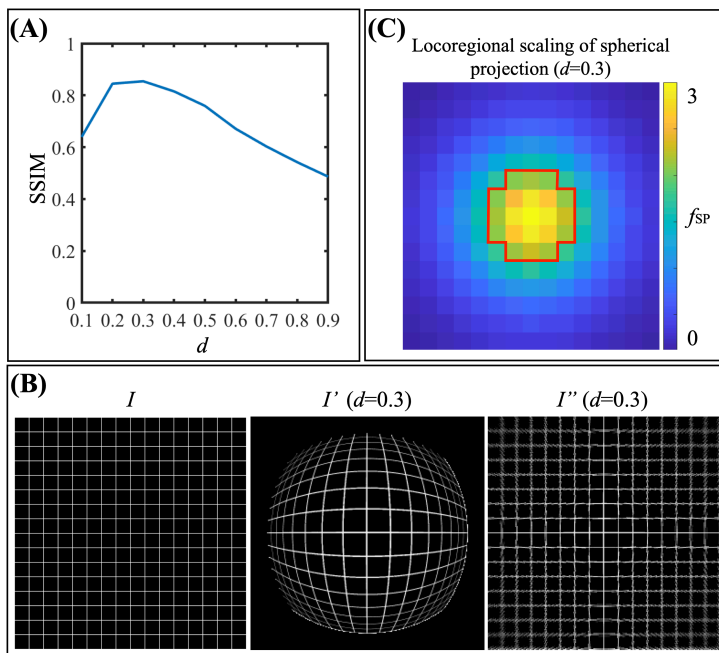 (A)
SSIM
1
0.8
0.6
0.4
0.2
0
0.1 0.2 0.3 0.4 0.5 0.6 0.7 0.8 0.9
d
(C)
Locoregional scaling of spherical
projection (d=0.3)
3
fSP
0
(B)
I
I’ (d=0.3)
I” (d=0.3)